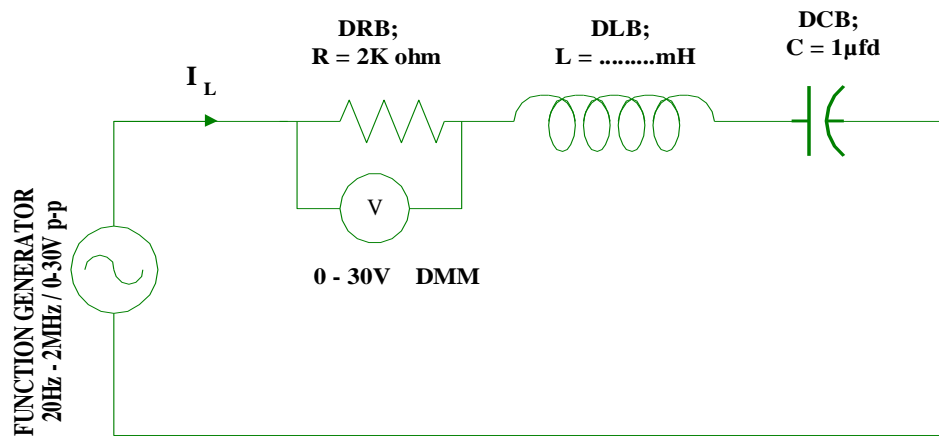 DRB;
R = 2K ohm
DLB;
L = .........mH
DCB;
C = 1µfd
I L
V
0 - 30V DMM
FUNCTION GENERATOR
20Hz - 2MHz / 0-30V p-p